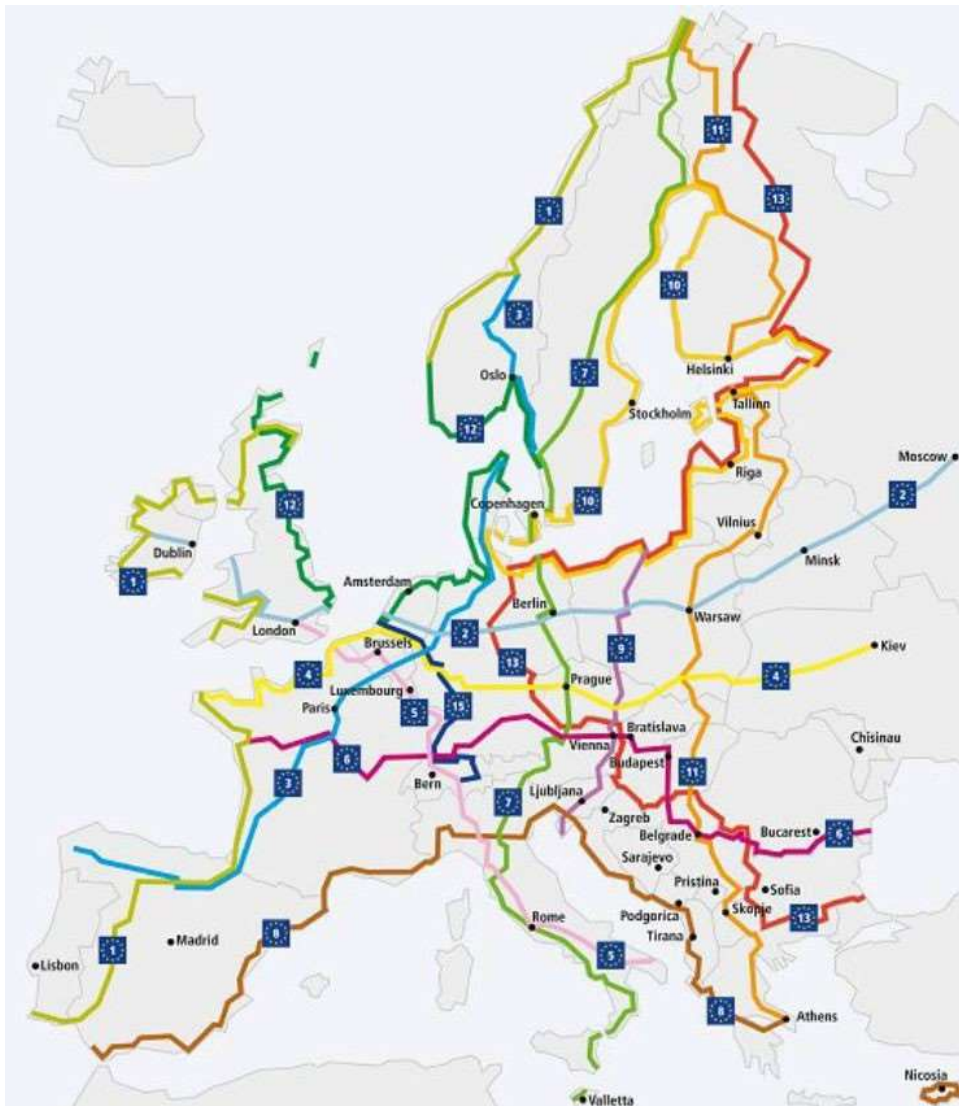 11
1
13
10
3
Helsinki
7
Oslo
Tallinn
Stockholm
12
Moscow
Riga
2
12
Copenhagen
10
Vilnius
Dublin
Minsk
1
Amsterdam
Berlin
Warsaw
London
2
Brussels
9
Kiev
13
4
4
Luxembourg
Prague
Paris
5
15
Bratislava
Vienna
Chisinau
6
Budapest
Bern
11
3
7
Ljubljana
Zagreb
Belgrade
Bucarest
6
Sarajevo
Pristina
Sofia
Rome
Podgorica
Skopje
13
8
Madrid
Tirana
1
5
Lisbon
8
Athens
Nicosia
Valletta